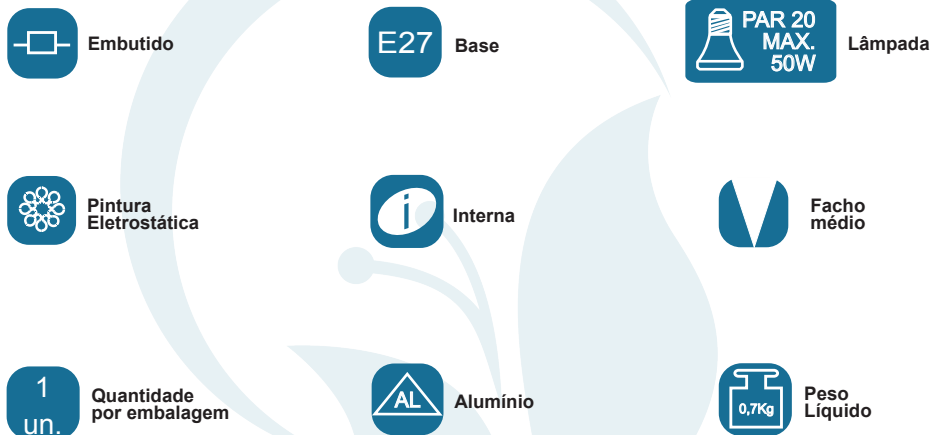 Embutido
E27
Base
PAR 20
MAX.
50W
Lâmpada
Pintura
Eletrostática
i
Interna
Facho
médio
1
un.
Quantidade
por embalagem
AL
Alumínio
0,7Kg
Peso
Líquido